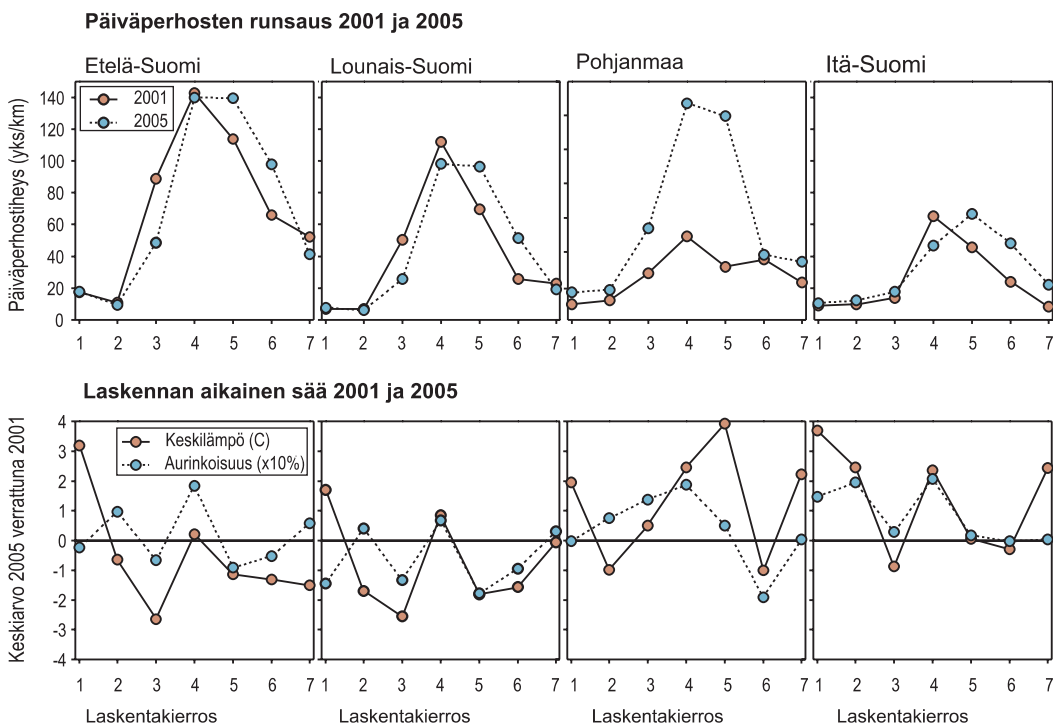 Päiväperhosten runsaus 2001 ja 2005
Etelä-Suomi
Lounais-Suomi
Pohjanmaa
Itä-Suomi
Päiväperhostiheys (yks/km)
140
120
100
80
60
40
20
0
2001
2005
1 2 3 4 5 6 7
1 2 3 4 5 6 7
1 2 3 4 5 6 7
1 2 3 4 5 6 7
Laskennan aikainen sää 2001 ja 2005
Keskiarvo 2005 verrattuna 2001
4
3
2
1
0
-1
-2
-3
-4
Keskilämpö (C)
Aurinkoisuus (x10%)
1 2 3 4 5 6 7
1 2 3 4 5 6 7
1 2 3 4 5 6 7
1 2 3 4 5 6 7
Laskentakierros
Laskentakierros
Laskentakierros
Laskentakierros